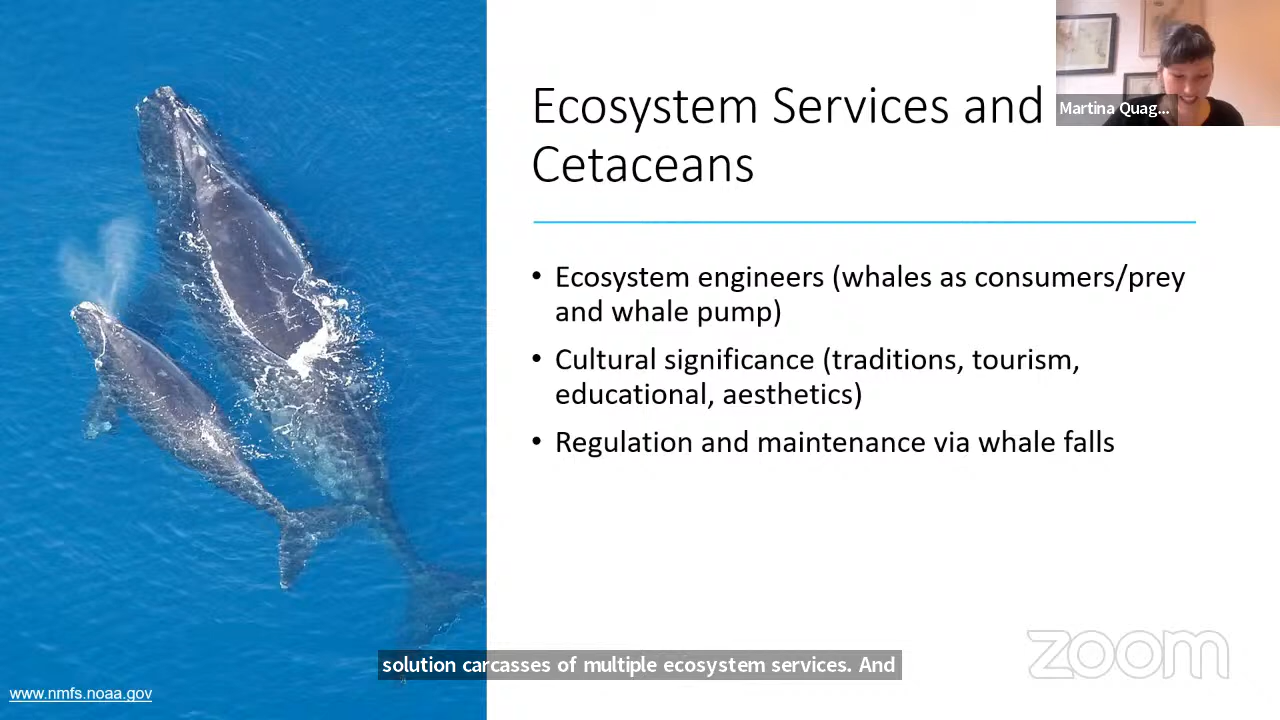 Ecosystem Services and
Cetaceans
Martina Quag...
• Ecosystem engineers (whales as consumers/prey
and whale pump)
• Cultural significance (traditions, tourism,
educational, aesthetics)
• Regulation and maintenance via whale falls
zoom
solution carcasses of multiple ecosystem services. And
www.nmfs.noaa.gov